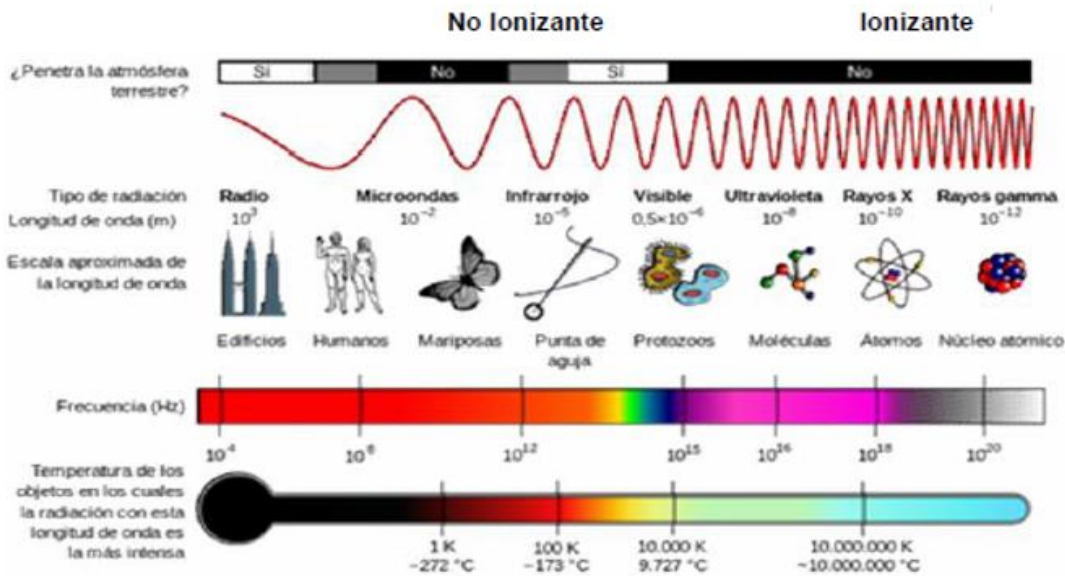 No Ionizante Ionizante
¿Penetra la atmósfera
terrestre?
Sí No Sí No
Tipo de radiación Radio Microondas Infrarrojo Visible Ultravioleta Rayos X Rayos gamma
Longitud de onda (m) 10³ 10⁻² 10⁻⁵ 0,5×10⁻⁶ 10⁻⁸ 10⁻¹⁰ 10⁻¹²
Escala aproximada de
la longitud de onda
Edificios Humanos Mariposas Punta de Protozoos Moléculas Átomos Núcleo atómico
aguja
Frecuencia (Hz)
10⁻⁴ 10⁸ 10¹² 10¹⁵ 10¹⁶ 10¹⁸ 10²⁰
Temperatura de los
objetos en los cuales
la radiación con esta
longitud de onda es
la más intensa
1 K 100 K 10.000 K 10.000.000 K
−272 °C −173 °C 9.727 °C ~10.000.000 °C